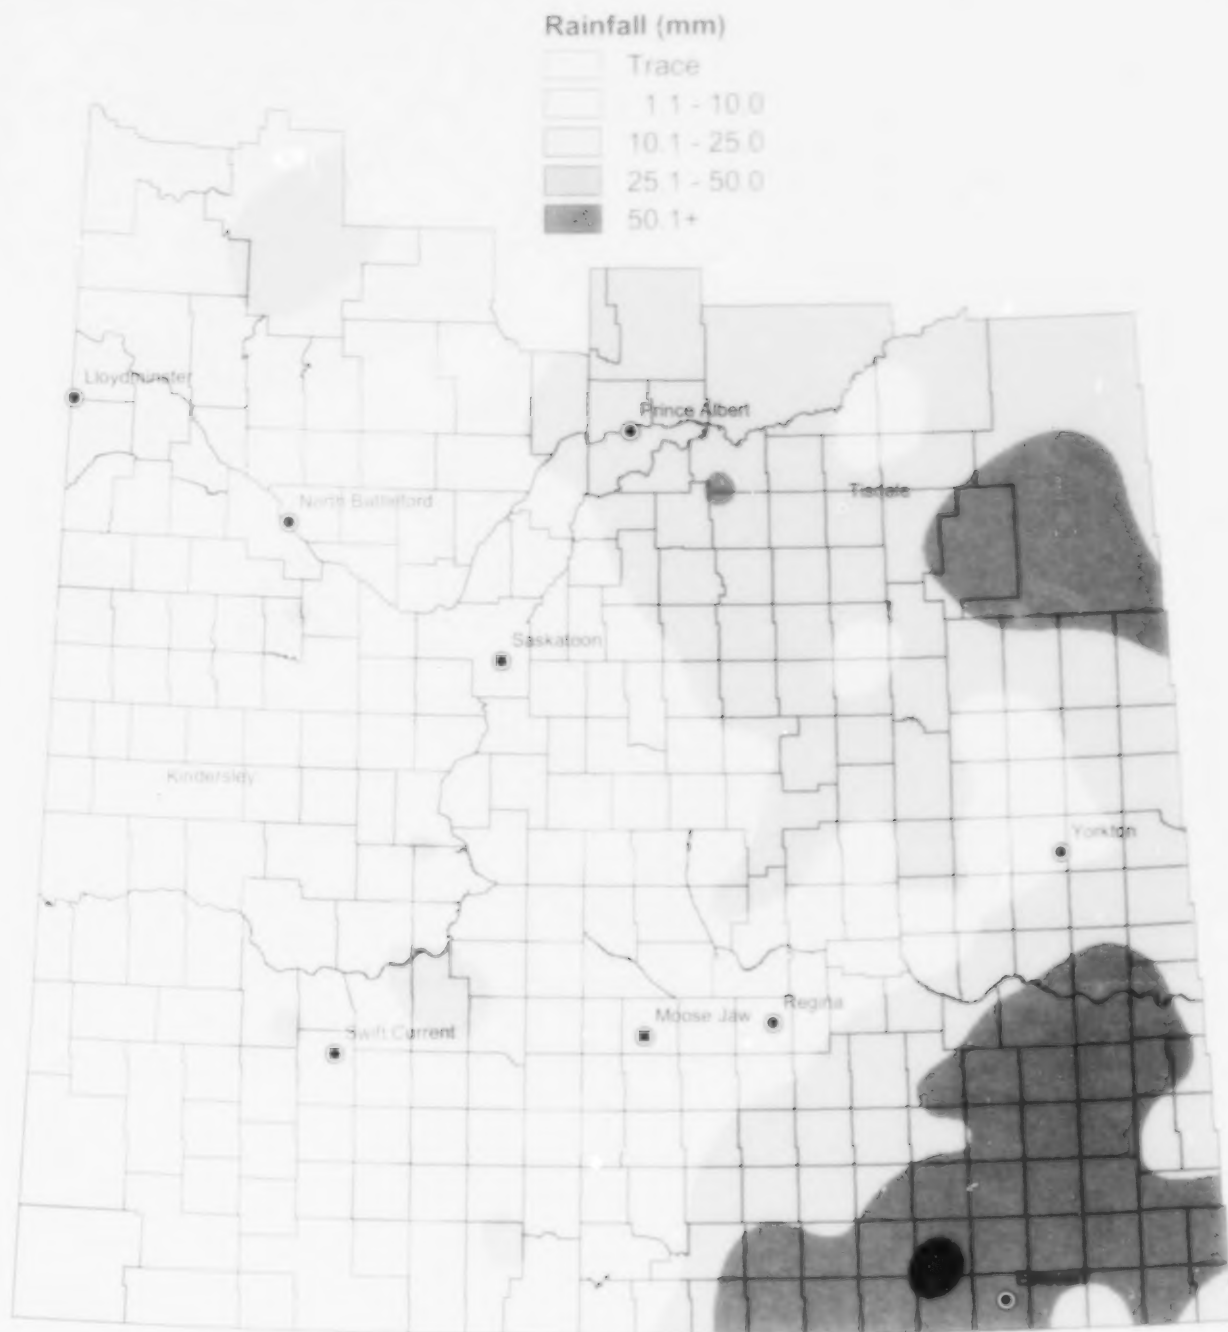 Rainfall (mm)
Trace
1.1 - 10.0
10.1 - 25.0
25.1 - 50.0
50.1+
Lloydminster
Prince Albert
Tisdale
North Battleford
Saskatoon
Kindersley
Yorkton
Regina
Moose Jaw
Swift Current